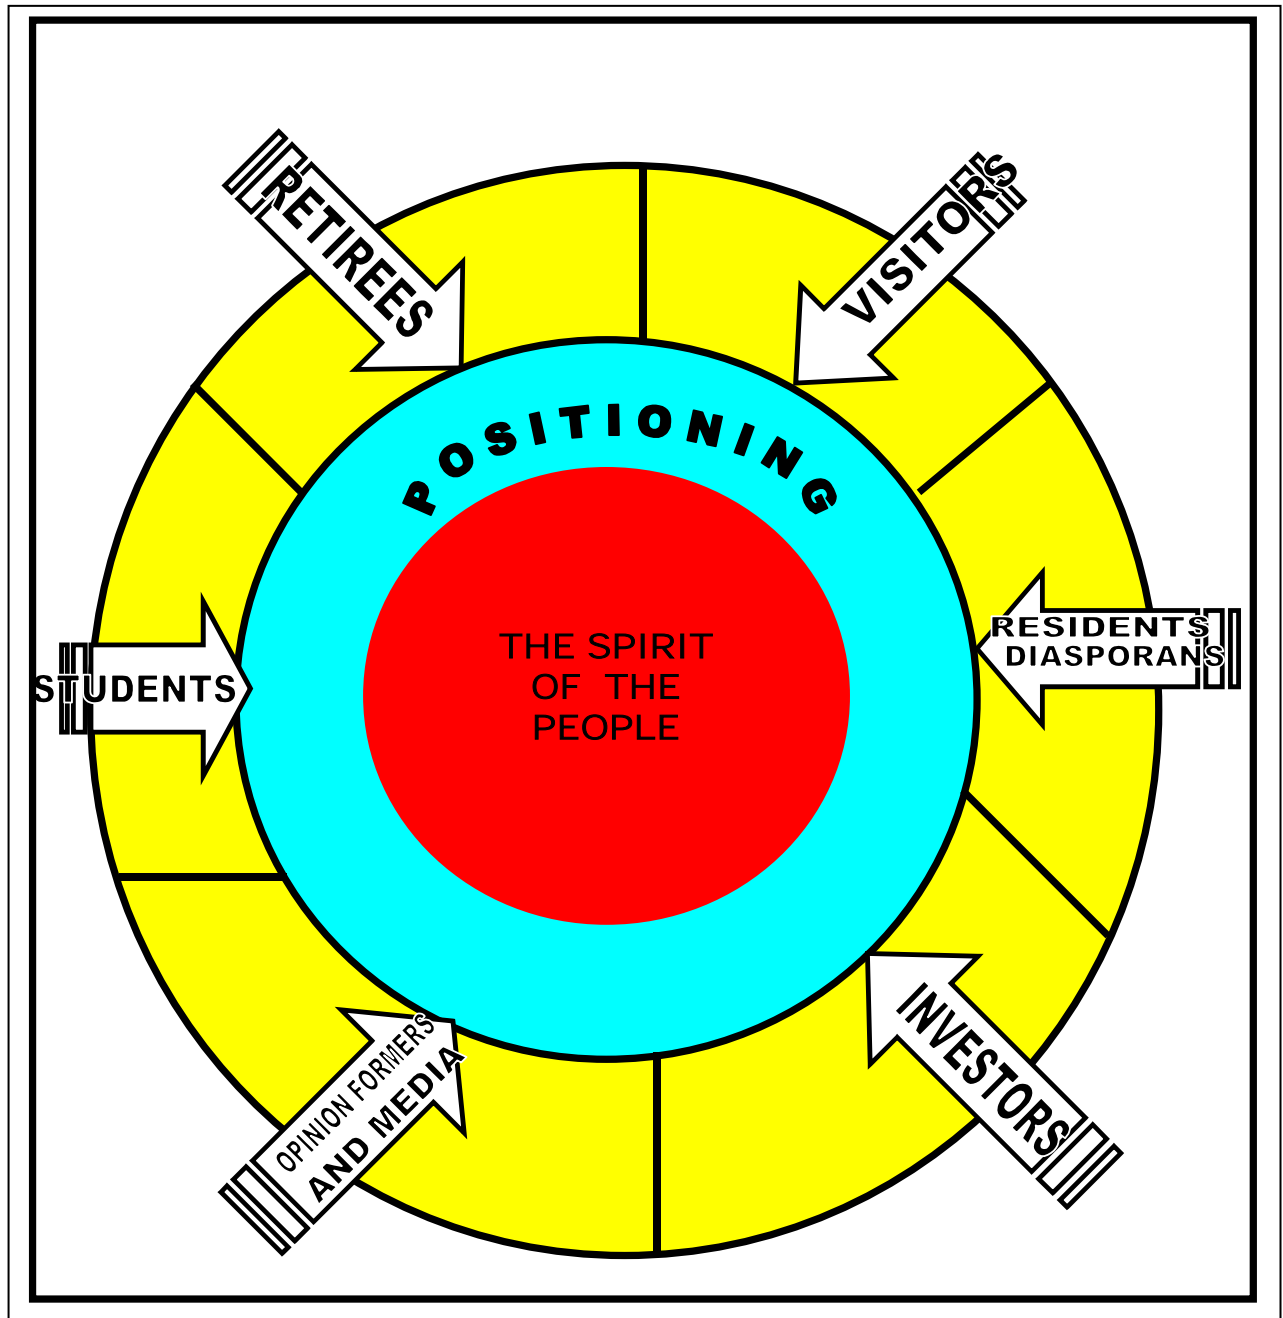 RETIREES
VISITORS
POSITIONING
THE SPIRIT
OF THE
PEOPLE
RESIDENTS
DIASPORANS
STUDENTS
INVESTORS
OPINION FORMERS
AND MEDIA